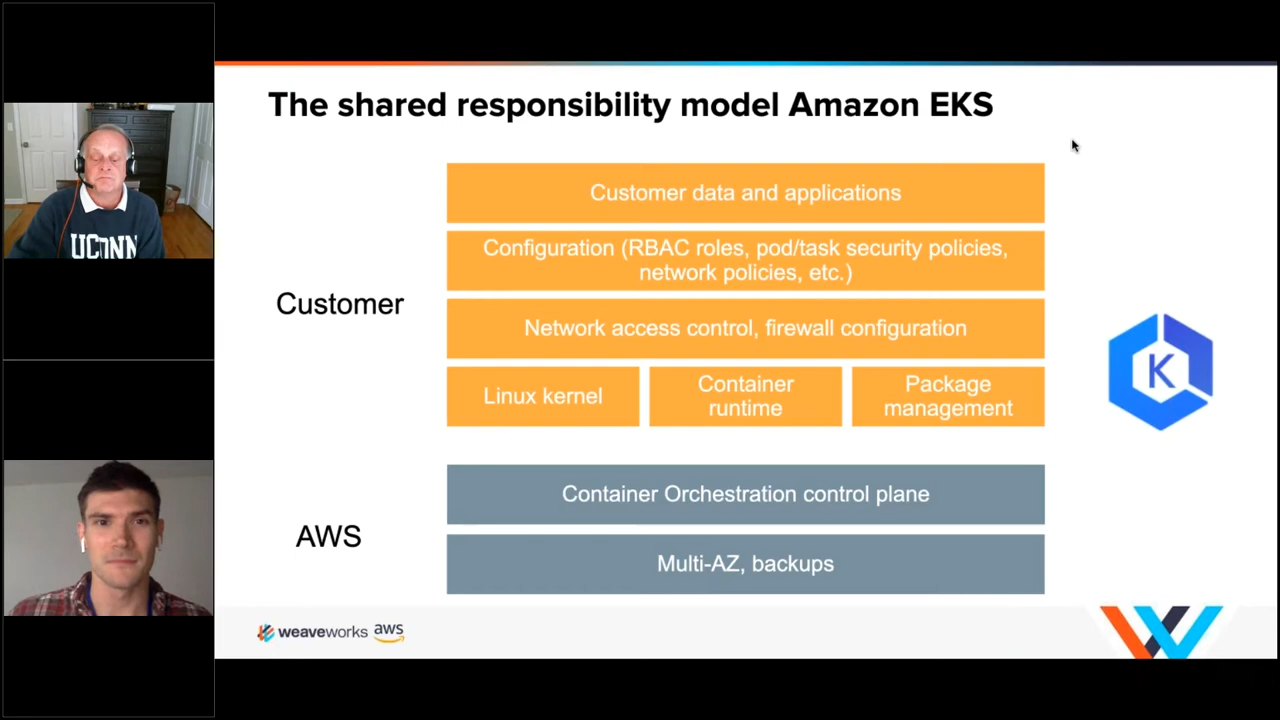 The shared responsibility model Amazon EKS
Customer data and applications
Configuration (RBAC roles, pod/task security policies,
network policies, etc.)
Customer
Network access control, firewall configuration
Linux kernel
Container
runtime
Package
management
K
Container Orchestration control plane
AWS
Multi-AZ, backups
weaveworks aws
UCONN